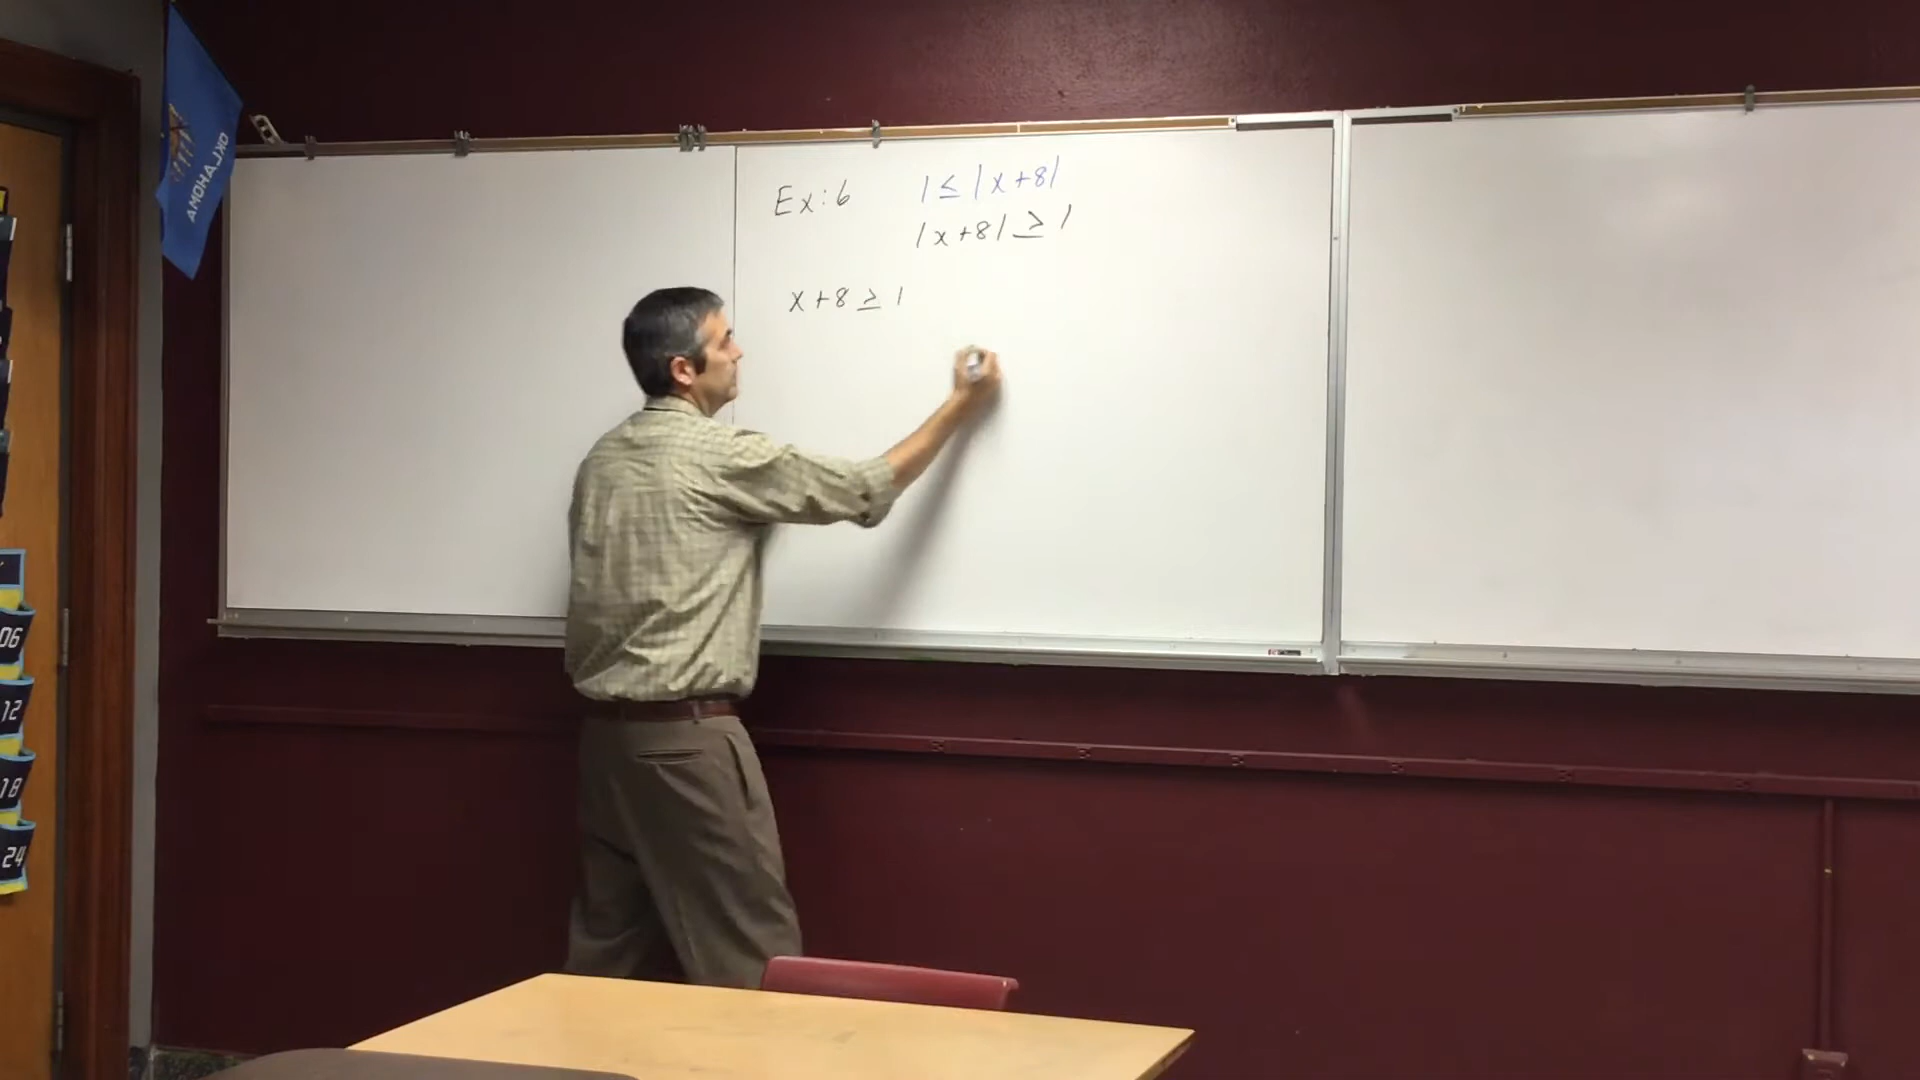 OKLAHOMA
Ex: 6
1 ≤ |x+8|
|x+8| ≥ 1
x+8 ≥ 1
06
12
18
24